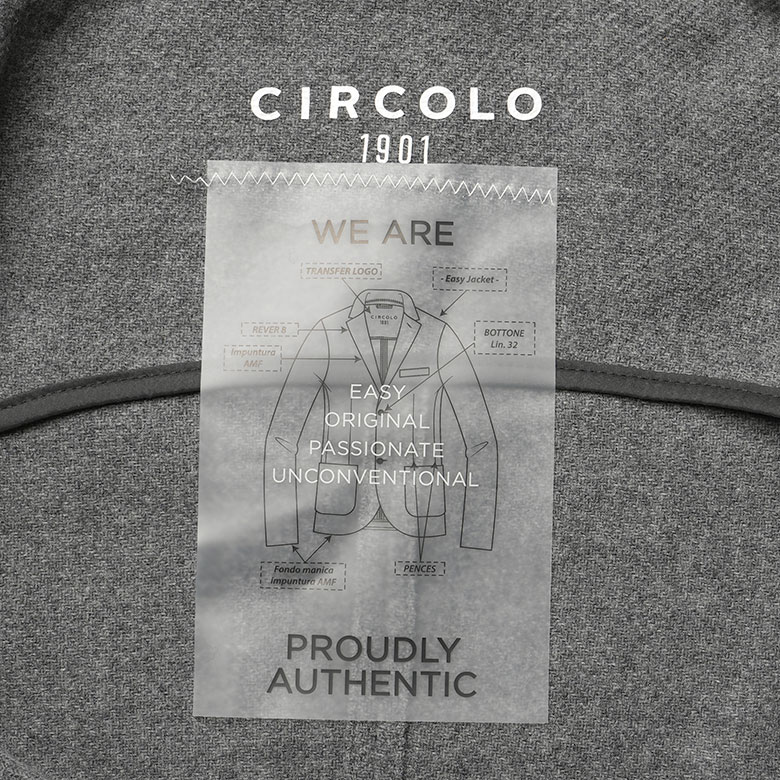 CIRCOLO
1901
WE ARE
TRANSFER LOGO
- Easy Jacket -
CIRCOLO
1901
REVER 8
BOTTONE
Lin. 32
Impuntura
AMF
EASY
ORIGINAL
PASSIONATE
UNCONVENTIONAL
Fondo manica
Impuntura AMF
PENCES
PROUDLY
AUTHENTIC